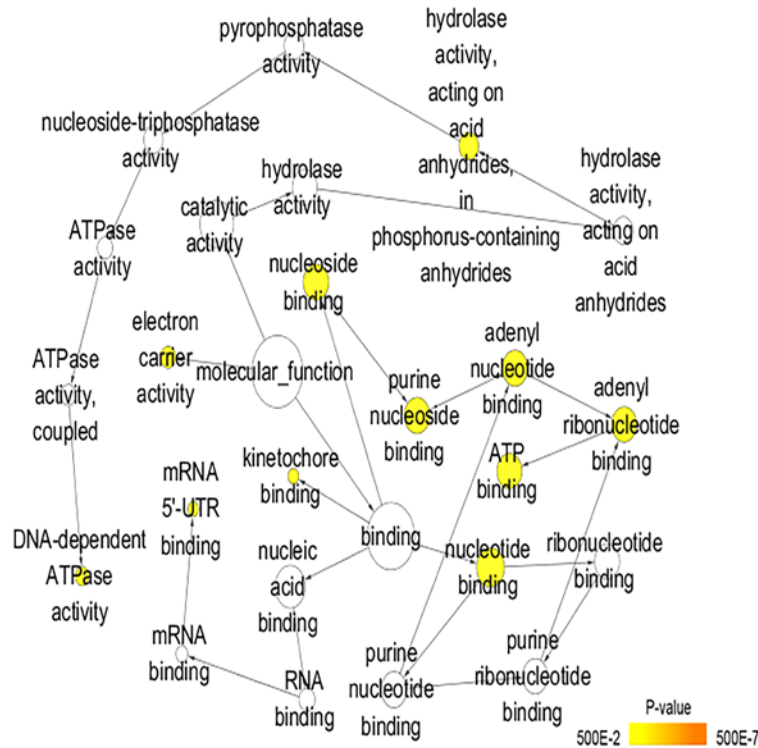 pyrophosphatase
activity
hydrolase
activity,
acting on
acid
anhydrides,
in
phosphorus-containing
anhydrides
nucleoside-triphosphatase
activity
hydrolase
activity
hydrolase
activity,
acting on
acid
anhydrides
catalytic
activity
ATPase
activity
nucleoside
binding
electron
carrier
activity
molecular_function
adenyl
nucleotide
binding
purine
nucleoside
binding
adenyl
ribonucleotide
binding
ATPase
activity,
coupled
kinetochore
binding
ATP
binding
mRNA
5'-UTR
binding
binding
DNA-dependent
ATPase
activity
nucleic
acid
binding
nucleotide
binding
ribonucleotide
binding
mRNA
binding
RNA
binding
purine
nucleotide
binding
purine
ribonucleotide
binding
P-value
500E-2 500E-7